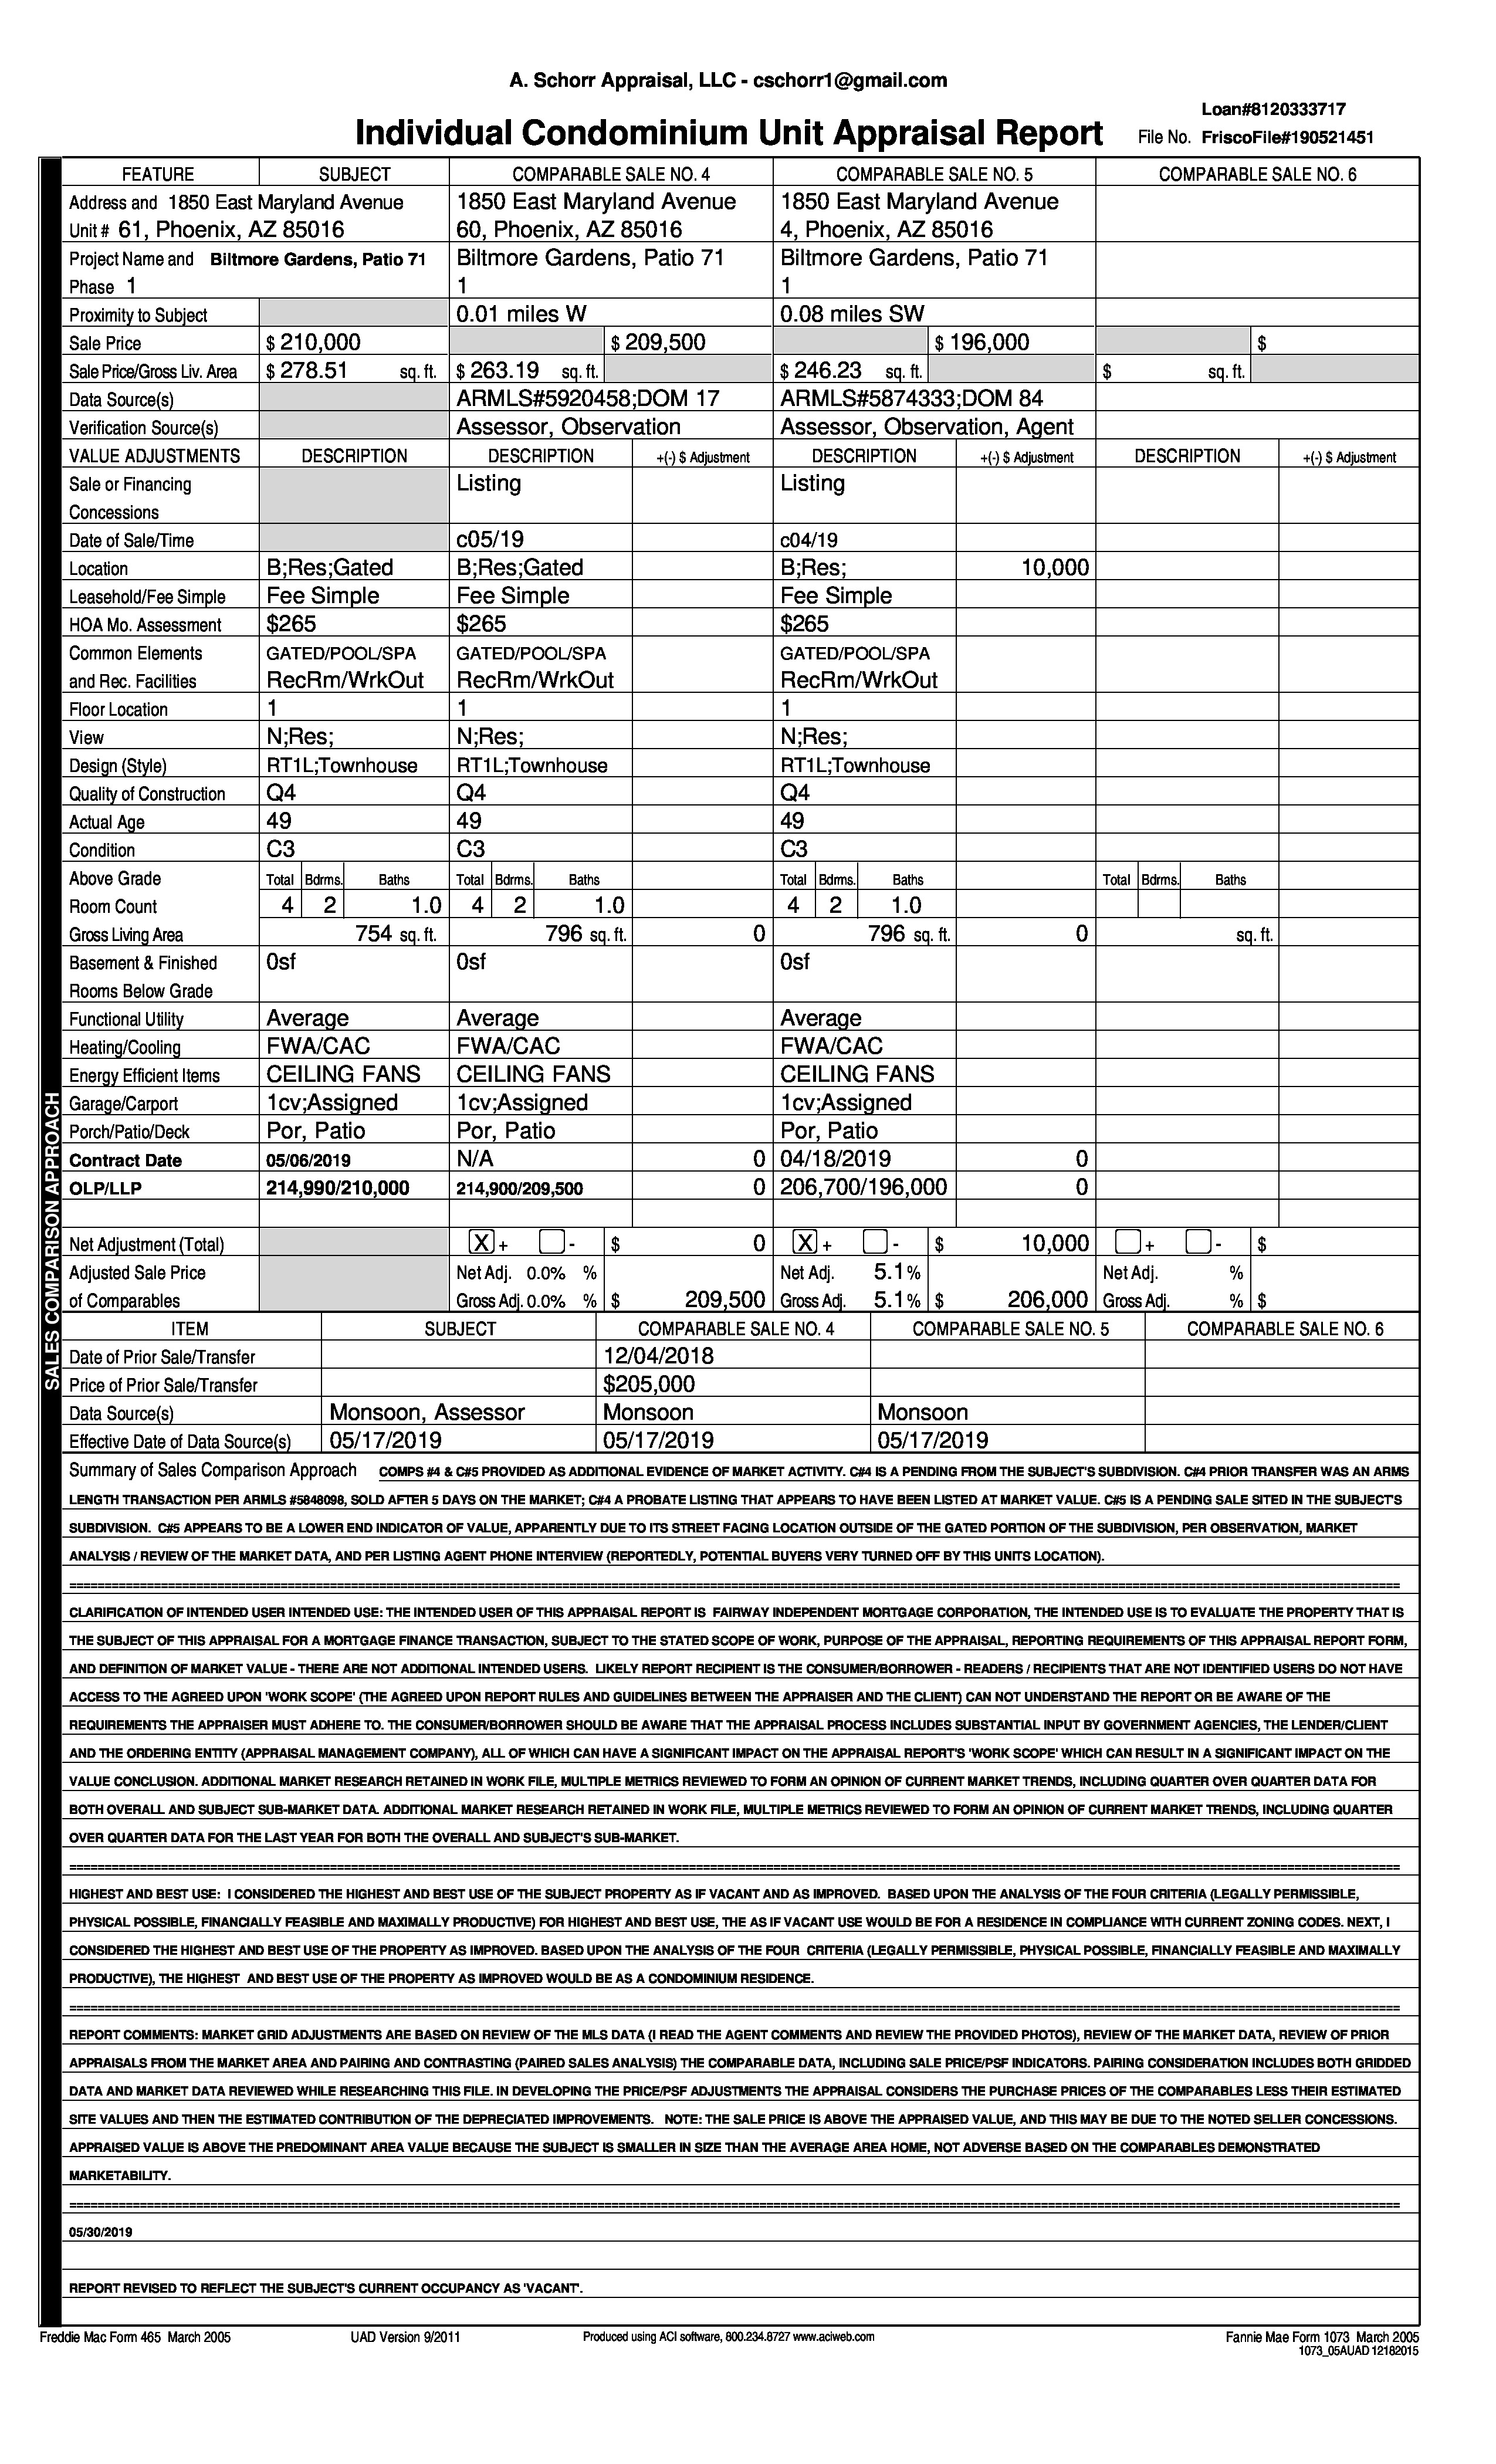 A. Schorr Appraisal, LLC - cschorr1@gmail.com
Loan#8120333717
Individual Condominium Unit Appraisal Report File No. FriscoFile#190521451
FEATURE SUBJECT COMPARABLE SALE NO. 4 COMPARABLE SALE NO. 5 COMPARABLE SALE NO. 6
Address and 1850 East Maryland Avenue 1850 East Maryland Avenue 1850 East Maryland Avenue
Unit # 61, Phoenix, AZ 85016 60, Phoenix, AZ 85016 4, Phoenix, AZ 85016
Project Name and Biltmore Gardens, Patio 71 Biltmore Gardens, Patio 71 Biltmore Gardens, Patio 71
Phase 1 1 1
Proximity to Subject 0.01 miles W 0.08 miles SW
Sale Price $ 210,000 $ 209,500 $ 196,000 $
Sale Price/Gross Liv. Area $ 278.51 sq. ft. $ 263.19 sq. ft. $ 246.23 sq. ft. $ sq. ft.
Data Source(s) ARMLS#5920458;DOM 17 ARMLS#5874333;DOM 84
Verification Source(s) Assessor, Observation Assessor, Observation, Agent
VALUE ADJUSTMENTS DESCRIPTION DESCRIPTION +(-) $ Adjustment DESCRIPTION +(-) $ Adjustment DESCRIPTION +(-) $ Adjustment
Sale or Financing Listing Listing
Concessions
Date of Sale/Time c05/19 c04/19
Location B;Res;Gated B;Res;Gated B;Res; 10,000
Leasehold/Fee Simple Fee Simple Fee Simple Fee Simple
HOA Mo. Assessment $265 $265 $265
Common Elements GATED/POOL/SPA GATED/POOL/SPA GATED/POOL/SPA
and Rec. Facilities RecRm/WrkOut RecRm/WrkOut RecRm/WrkOut
Floor Location 1 1 1
View N;Res; N;Res; N;Res;
Design (Style) RT1L;Townhouse RT1L;Townhouse RT1L;Townhouse
Quality of Construction Q4 Q4 Q4
Actual Age 49 49 49
Condition C3 C3 C3
Above Grade Total Bdrms. Baths Total Bdrms. Baths Total Bdrms. Baths Total Bdrms. Baths
Room Count 4 2 1.0 4 2 1.0 4 2 1.0
Gross Living Area 754 sq. ft. 796 sq. ft. 0 796 sq. ft. 0 sq. ft.
Basement & Finished 0sf 0sf 0sf
Rooms Below Grade
Functional Utility Average Average Average
Heating/Cooling FWA/CAC FWA/CAC FWA/CAC
Energy Efficient Items CEILING FANS CEILING FANS CEILING FANS
Garage/Carport 1cv;Assigned 1cv;Assigned 1cv;Assigned
Porch/Patio/Deck Por, Patio Por, Patio Por, Patio
Contract Date 05/06/2019 N/A 0 04/18/2019 0
OLP/LLP 214,990/210,000 214,900/209,500 0 206,700/196,000 0
Net Adjustment (Total) X + - $ 0 X + - $ 10,000 + - $
Adjusted Sale Price Net Adj. 0.0% % Net Adj. 5.1 % Net Adj. %
of Comparables Gross Adj. 0.0% % $ 209,500 Gross Adj. 5.1 % $ 206,000 Gross Adj. % $
SALES COMPARISON APPROACH
ITEM SUBJECT COMPARABLE SALE NO. 4 COMPARABLE SALE NO. 5 COMPARABLE SALE NO. 6
Date of Prior Sale/Transfer 12/04/2018
Price of Prior Sale/Transfer $205,000
Data Source(s) Monsoon, Assessor Monsoon Monsoon
Effective Date of Data Source(s) 05/17/2019 05/17/2019 05/17/2019
Summary of Sales Comparison Approach COMPS #4 & C#5 PROVIDED AS ADDITIONAL EVIDENCE OF MARKET ACTIVITY. C#4 IS A PENDING FROM THE SUBJECT'S SUBDIVISION. C#4 PRIOR TRANSFER WAS AN ARMS
LENGTH TRANSACTION PER ARMLS #5848098, SOLD AFTER 5 DAYS ON THE MARKET; C#4 A PROBATE LISTING THAT APPEARS TO HAVE BEEN LISTED AT MARKET VALUE. C#5 IS A PENDING SALE SITED IN THE SUBJECT'S
SUBDIVISION. C#5 APPEARS TO BE A LOWER END INDICATOR OF VALUE, APPARENTLY DUE TO ITS STREET FACING LOCATION OUTSIDE OF THE GATED PORTION OF THE SUBDIVISION, PER OBSERVATION, MARKET
ANALYSIS / REVIEW OF THE MARKET DATA, AND PER LISTING AGENT PHONE INTERVIEW (REPORTEDLY, POTENTIAL BUYERS VERY TURNED OFF BY THIS UNITS LOCATION).
CLARIFICATION OF INTENDED USER INTENDED USE: THE INTENDED USER OF THIS APPRAISAL REPORT IS FAIRWAY INDEPENDENT MORTGAGE CORPORATION, THE INTENDED USE IS TO EVALUATE THE PROPERTY THAT IS
THE SUBJECT OF THIS APPRAISAL FOR A MORTGAGE FINANCE TRANSACTION, SUBJECT TO THE STATED SCOPE OF WORK, PURPOSE OF THE APPRAISAL, REPORTING REQUIREMENTS OF THIS APPRAISAL REPORT FORM,
AND DEFINITION OF MARKET VALUE - THERE ARE NOT ADDITIONAL INTENDED USERS. LIKELY REPORT RECIPIENT IS THE CONSUMER/BORROWER - READERS / RECIPIENTS THAT ARE NOT IDENTIFIED USERS DO NOT HAVE
ACCESS TO THE AGREED UPON 'WORK SCOPE' (THE AGREED UPON REPORT RULES AND GUIDELINES BETWEEN THE APPRAISER AND THE CLIENT) CAN NOT UNDERSTAND THE REPORT OR BE AWARE OF THE
REQUIREMENTS THE APPRAISER MUST ADHERE TO. THE CONSUMER/BORROWER SHOULD BE AWARE THAT THE APPRAISAL PROCESS INCLUDES SUBSTANTIAL INPUT BY GOVERNMENT AGENCIES, THE LENDER/CLIENT
AND THE ORDERING ENTITY (APPRAISAL MANAGEMENT COMPANY), ALL OF WHICH CAN HAVE A SIGNIFICANT IMPACT ON THE APPRAISAL REPORT'S 'WORK SCOPE' WHICH CAN RESULT IN A SIGNIFICANT IMPACT ON THE
VALUE CONCLUSION. ADDITIONAL MARKET RESEARCH RETAINED IN WORK FILE, MULTIPLE METRICS REVIEWED TO FORM AN OPINION OF CURRENT MARKET TRENDS, INCLUDING QUARTER OVER QUARTER DATA FOR
BOTH OVERALL AND SUBJECT SUB-MARKET DATA. ADDITIONAL MARKET RESEARCH RETAINED IN WORK FILE, MULTIPLE METRICS REVIEWED TO FORM AN OPINION OF CURRENT MARKET TRENDS, INCLUDING QUARTER
OVER QUARTER DATA FOR THE LAST YEAR FOR BOTH THE OVERALL AND SUBJECT'S SUB-MARKET.
HIGHEST AND BEST USE: I CONSIDERED THE HIGHEST AND BEST USE OF THE SUBJECT PROPERTY AS IF VACANT AND AS IMPROVED. BASED UPON THE ANALYSIS OF THE FOUR CRITERIA (LEGALLY PERMISSIBLE,
PHYSICAL POSSIBLE, FINANCIALLY FEASIBLE AND MAXIMALLY PRODUCTIVE) FOR HIGHEST AND BEST USE, THE AS IF VACANT USE WOULD BE FOR A RESIDENCE IN COMPLIANCE WITH CURRENT ZONING CODES. NEXT, I
CONSIDERED THE HIGHEST AND BEST USE OF THE PROPERTY AS IMPROVED. BASED UPON THE ANALYSIS OF THE FOUR CRITERIA (LEGALLY PERMISSIBLE, PHYSICAL POSSIBLE, FINANCIALLY FEASIBLE AND MAXIMALLY
PRODUCTIVE), THE HIGHEST AND BEST USE OF THE PROPERTY AS IMPROVED WOULD BE AS A CONDOMINIUM RESIDENCE.
REPORT COMMENTS: MARKET GRID ADJUSTMENTS ARE BASED ON REVIEW OF THE MLS DATA (I READ THE AGENT COMMENTS AND REVIEW THE PROVIDED PHOTOS), REVIEW OF THE MARKET DATA, REVIEW OF PRIOR
APPRAISALS FROM THE MARKET AREA AND PAIRING AND CONTRASTING (PAIRED SALES ANALYSIS) THE COMPARABLE DATA, INCLUDING SALE PRICE/PSF INDICATORS. PAIRING CONSIDERATION INCLUDES BOTH GRIDDED
DATA AND MARKET DATA REVIEWED WHILE RESEARCHING THIS FILE. IN DEVELOPING THE PRICE/PSF ADJUSTMENTS THE APPRAISAL CONSIDERS THE PURCHASE PRICES OF THE COMPARABLES LESS THEIR ESTIMATED
SITE VALUES AND THEN THE ESTIMATED CONTRIBUTION OF THE DEPRECIATED IMPROVEMENTS. NOTE: THE SALE PRICE IS ABOVE THE APPRAISED VALUE, AND THIS MAY BE DUE TO THE NOTED SELLER CONCESSIONS.
APPRAISED VALUE IS ABOVE THE PREDOMINANT AREA VALUE BECAUSE THE SUBJECT IS SMALLER IN SIZE THAN THE AVERAGE AREA HOME, NOT ADVERSE BASED ON THE COMPARABLES DEMONSTRATED
MARKETABILITY.
05/30/2019
REPORT REVISED TO REFLECT THE SUBJECT'S CURRENT OCCUPANCY AS 'VACANT'.
Freddie Mac Form 465 March 2005 UAD Version 9/2011 Produced using ACI software, 800.234.8727 www.aciweb.com Fannie Mae Form 1073 March 2005
1073_05AUAD 12182015